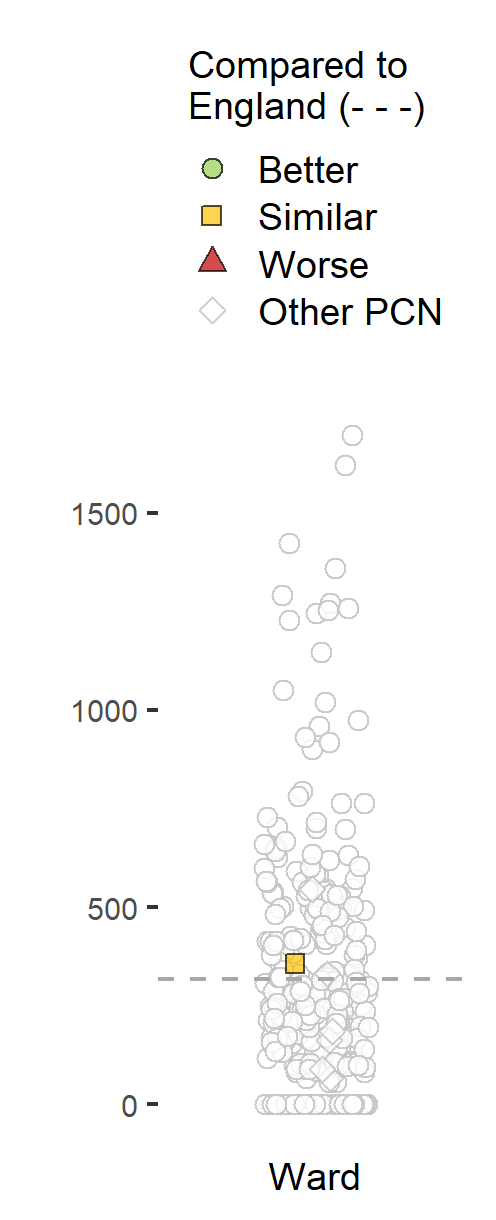 Compared to
England (- - -)
Better
Similar
Worse
Other PCN
1500
1000
500
0
Ward